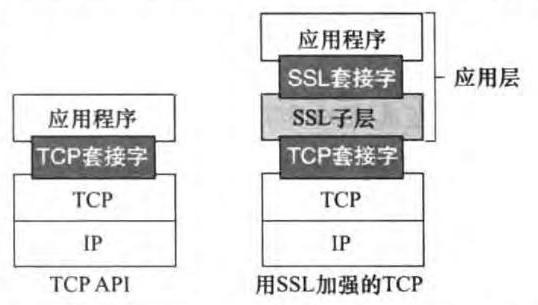 应用程序
TCP套接字
TCP
IP
TCP API
应用程序
SSL套接字
SSL子层
TCP套接字
TCP
IP
用SSL加强的TCP
应用层